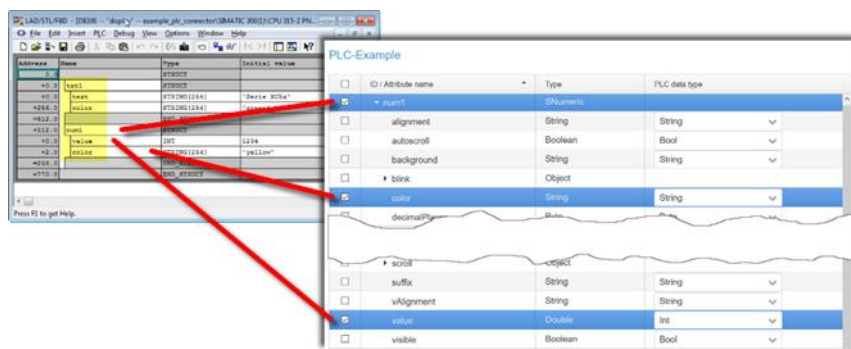 LAD/STL/FBD - [DB200 -- "display" -- example_plc_connector\SIMATIC 300(1)\CPU 315-2 PN/...
File Edit Insert PLC Debug View Options Window Help
Address Name Type Initial value
0.0 STRUCT
+0.0 txt1 STRUCT
+0.0 text STRING[254]
+256.0 color STRING[254]
=512.0
+512.0 num1 STRUCT
+0.0 value INT 1234
+2.0 color STRING[254] "yellow"
=258.0 END_STRUCT
=770.0 END_STRUCT
Press F1 to get Help.
PLC-Example
ID / Attribute name Type PLC data type
num1 SNumeric
alignment String String
autoscroll Boolean Bool
background String String
blink Object
color String String
scroll Object
suffix String String
vAlignment String String
value Double Int
visible Boolean Bool